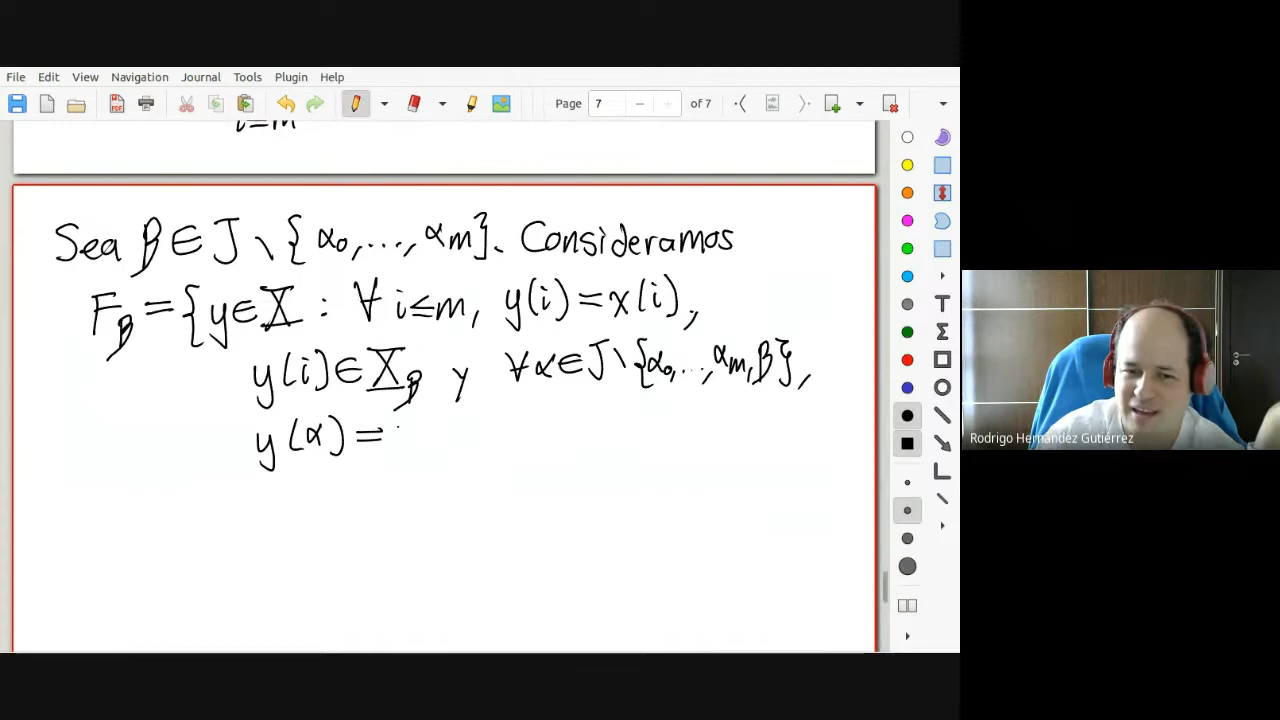 File Edit View Navigation Journal Tools Plugin Help
Page 7 of 7
i≤m
Sea β ∈ J \ {α₀,...,αm}. Consideramos
Fβ = {y ∈ X : ∀ i≤m, y(i) = x(i),
y(i) ∈ Xβ y ∀α ∈ J \ {α₀,...,αm, β},
y(α) =
Rodrigo Hernández Gutiérrez